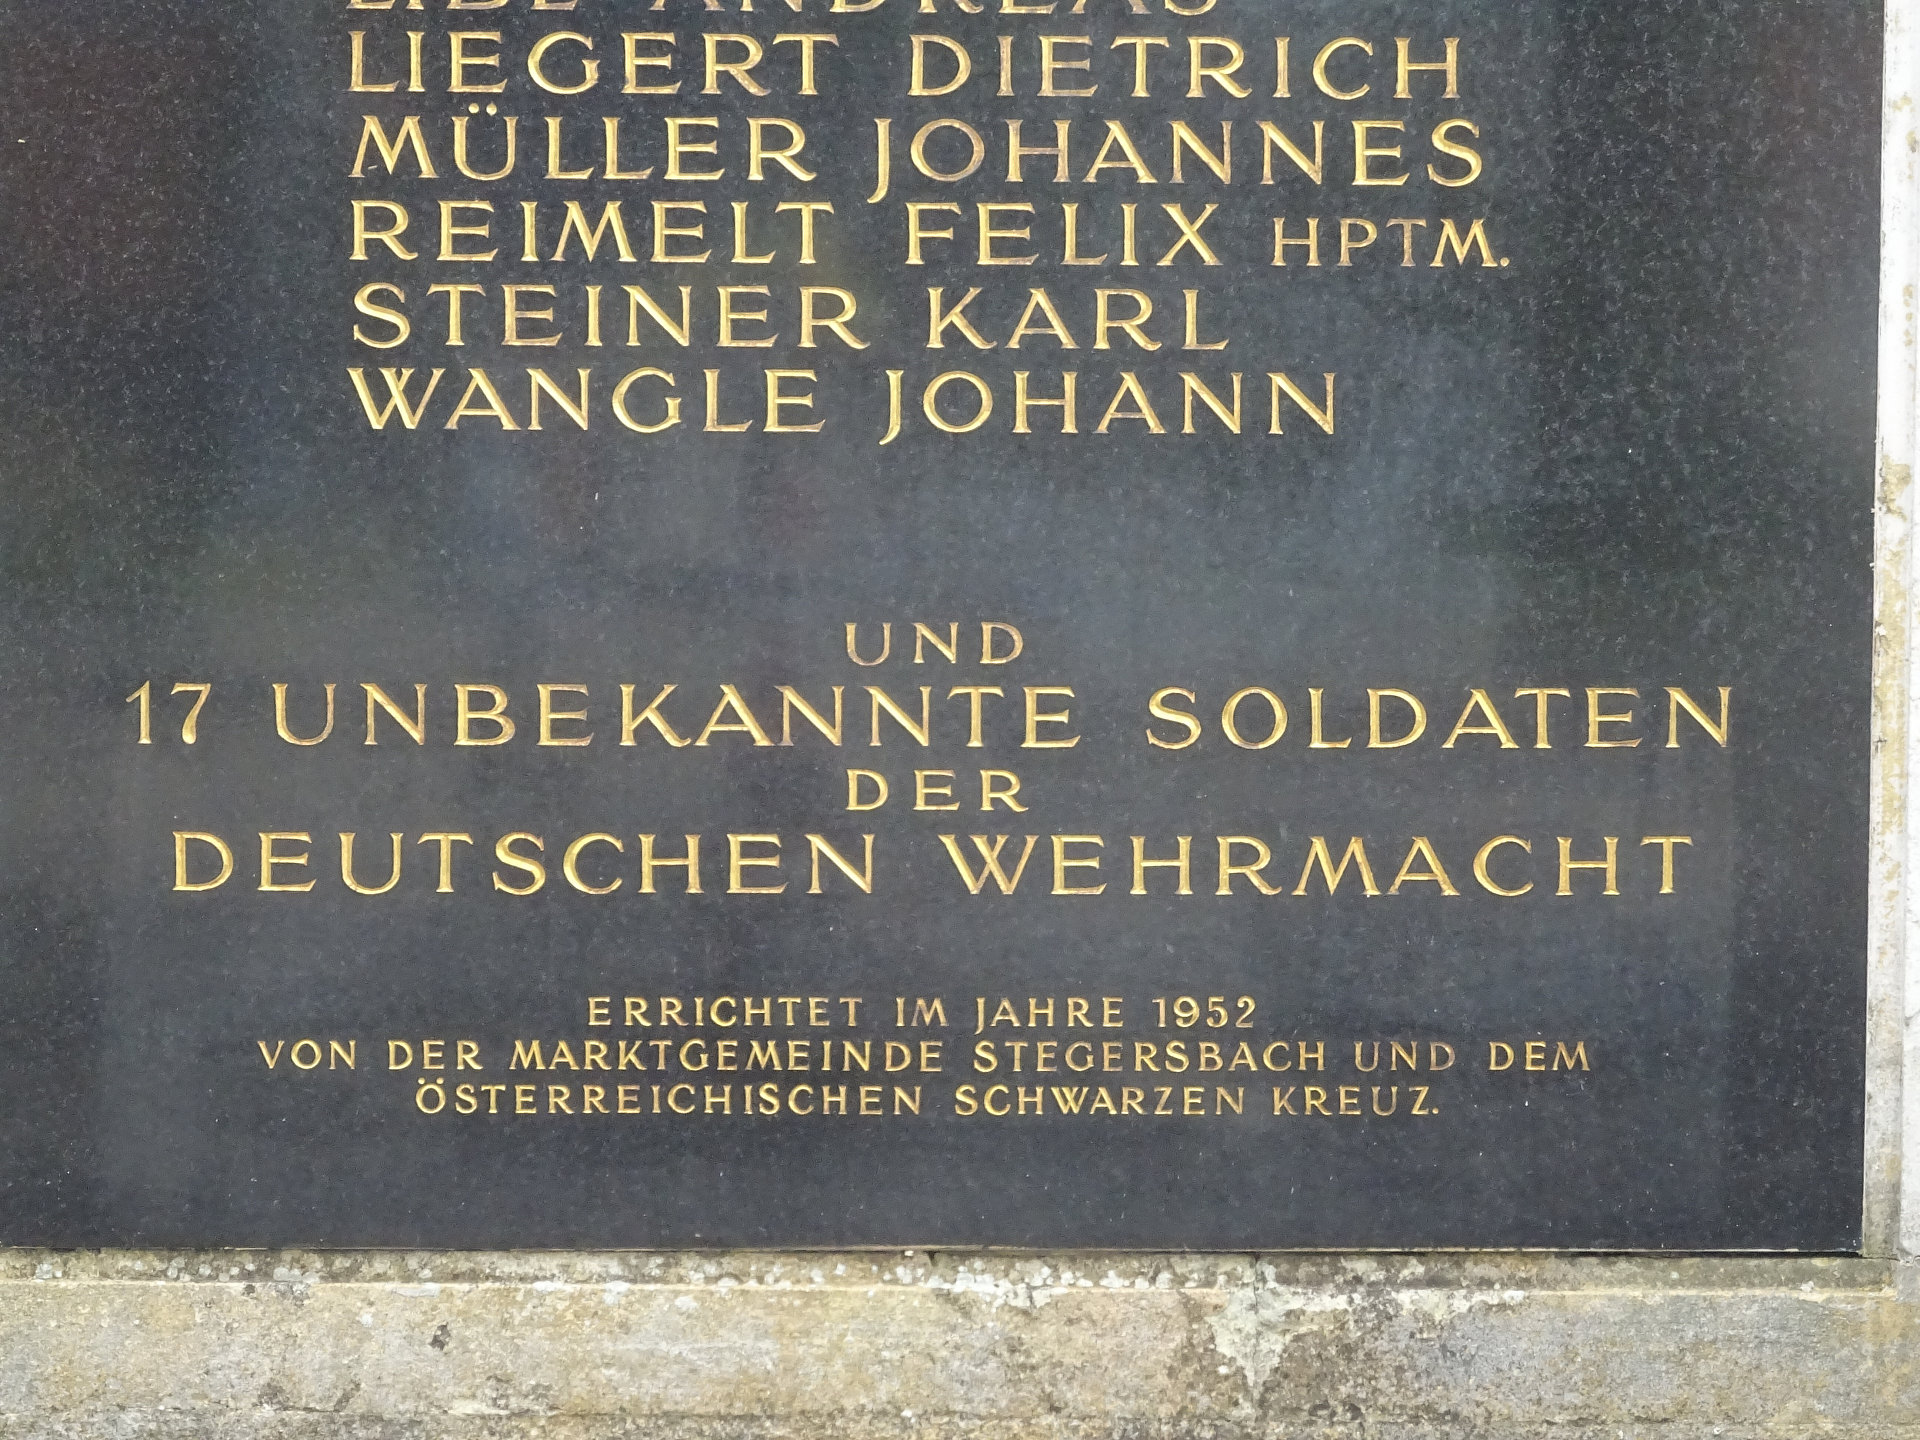 ANDREAS
LIEGERT DIETRICH
MÜLLER JOHANNES
REIMELT FELIX HPTM.
STEINER KARL
WANGLE JOHANN
UND
17 UNBEKANNTE SOLDATEN
DER
DEUTSCHEN WEHRMACHT
ERRICHTET IM JAHRE 1952
VON DER MARKTGEMEINDE STEGERSBACH UND DEM
ÖSTERREICHISCHEN SCHWARZEN KREUZ.